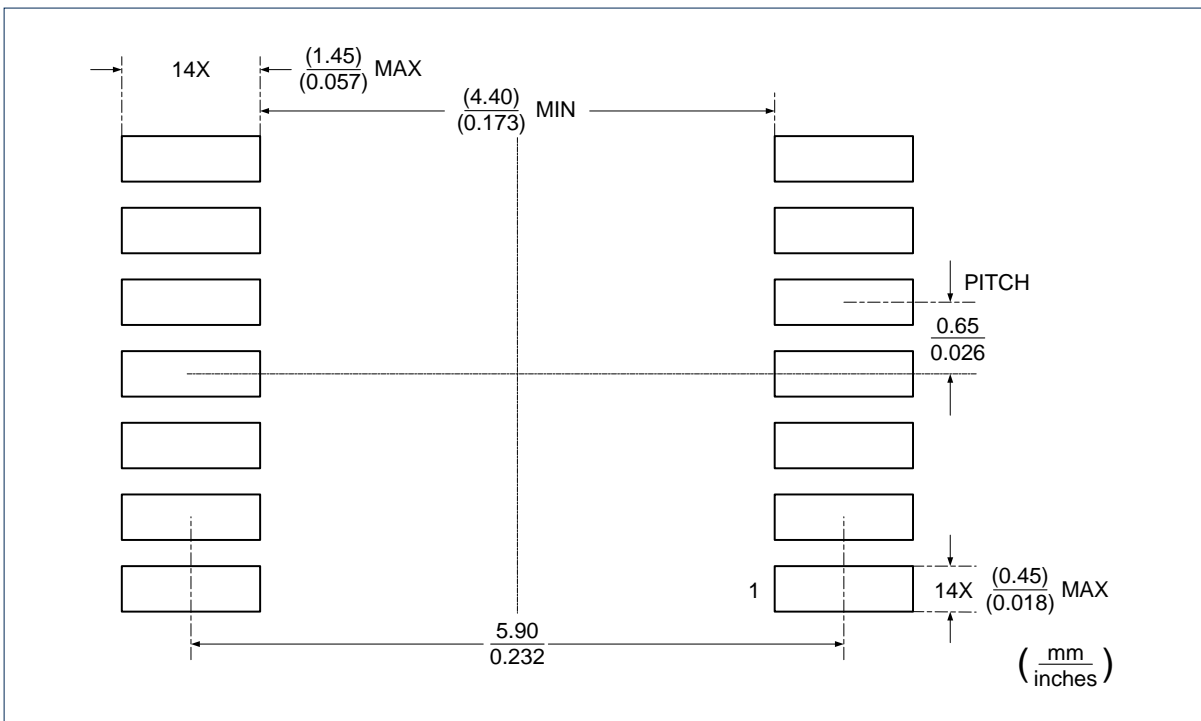 14X
(1.45)
(0.057) MAX
(4.40)
(0.173) MIN
PITCH
0.65
0.026
1
14X (0.45)
(0.018) MAX
5.90
0.232
(mm
inches)